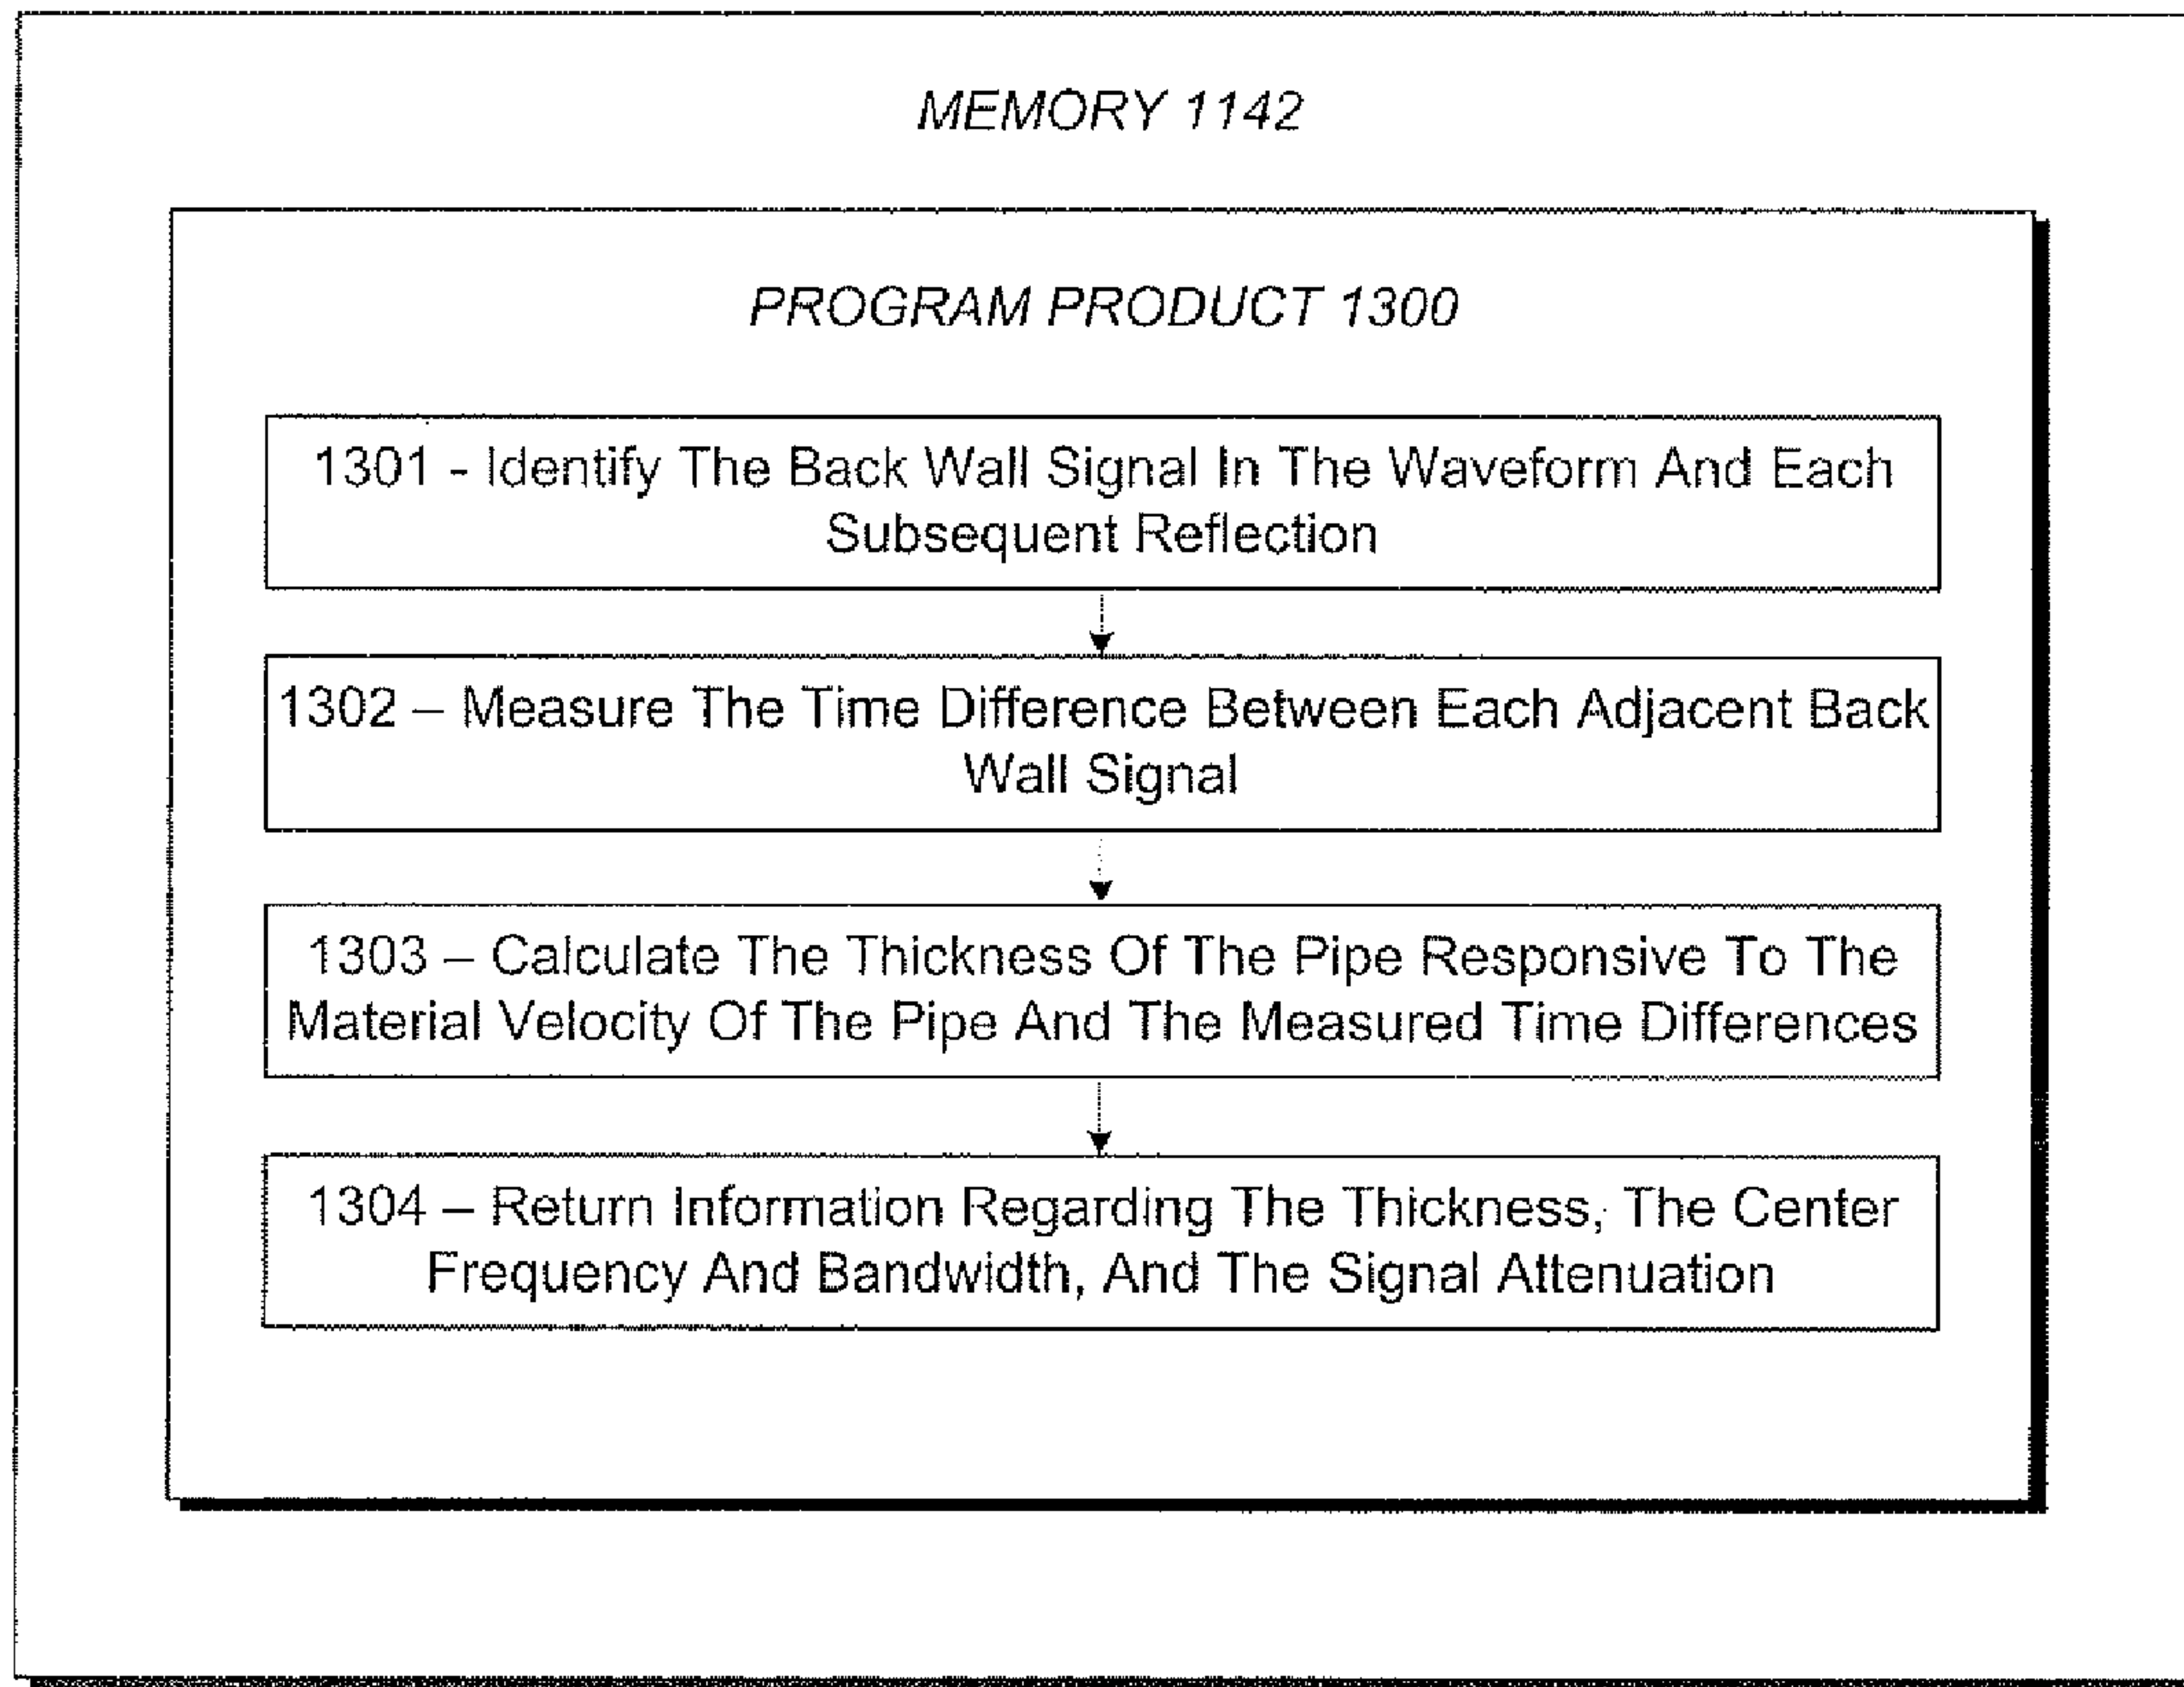 MEMORY 1142
PROGRAM PRODUCT 1300
1301 - Identify The Back Wall Signal In The Waveform And Each
Subsequent Reflection
1302 – Measure The Time Difference Between Each Adjacent Back
Wall Signal
1303 – Calculate The Thickness Of The Pipe Responsive To The
Material Velocity Of The Pipe And The Measured Time Differences
1304 – Return Information Regarding The Thickness, The Center
Frequency And Bandwidth, And The Signal Attenuation